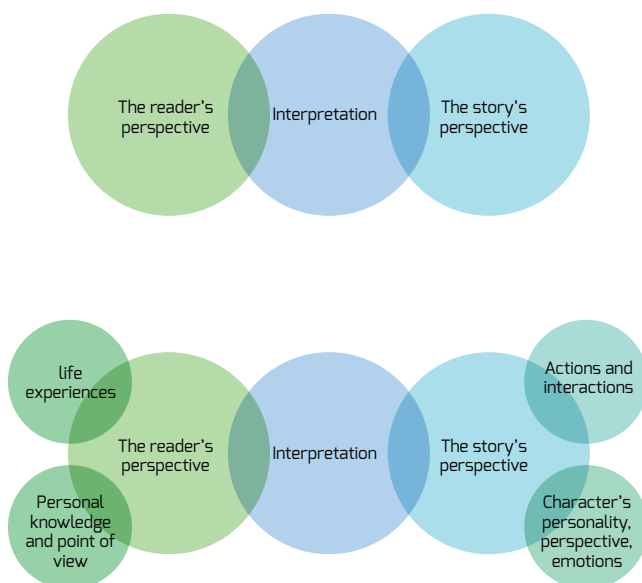 The reader's
perspective
Interpretation
The story's
perspective
life
experiences
Actions and
interactions
The reader's
perspective
Interpretation
The story's
perspective
Personal
knowledge
and point of
view
Character's
personality,
perspective,
emotions